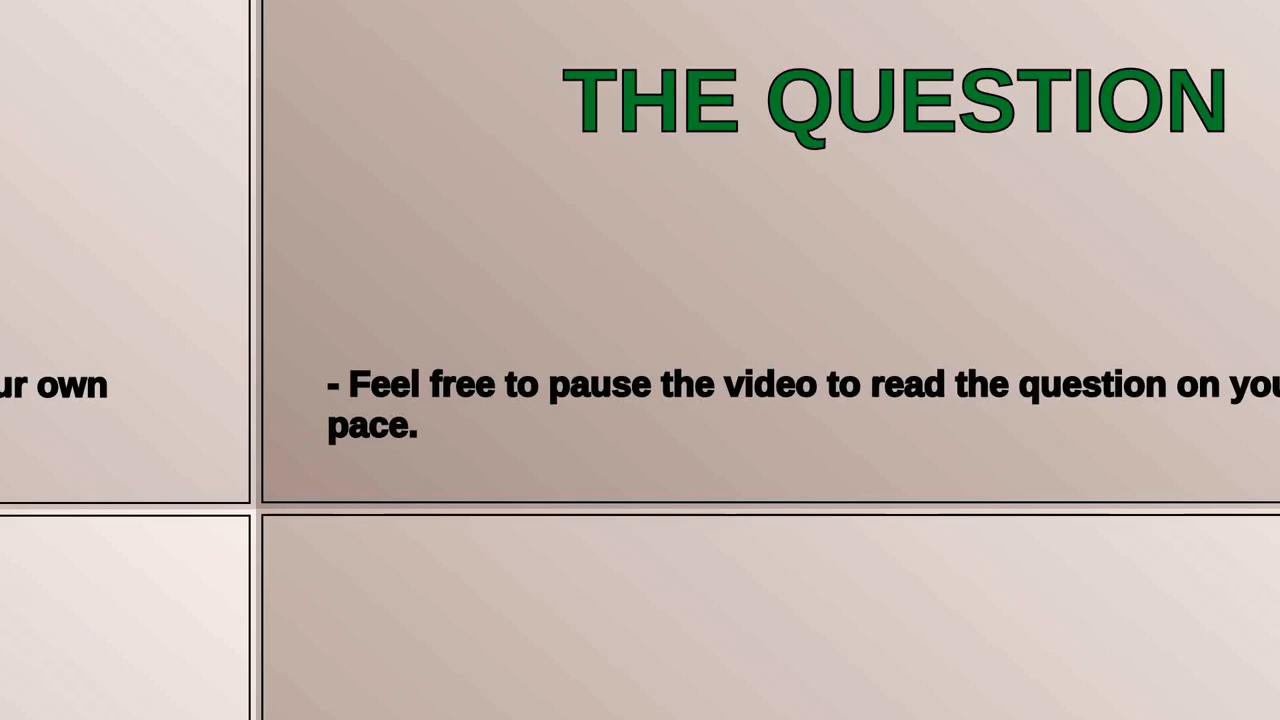 THE QUESTION
ur own
- Feel free to pause the video to read the question on you
pace.